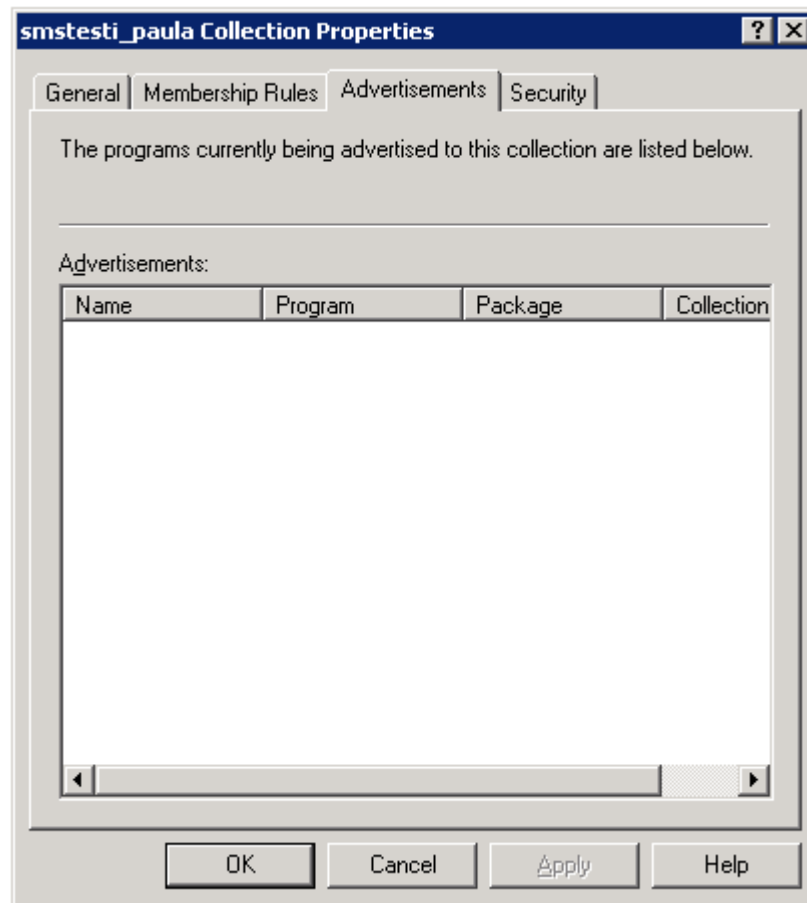 smstesti_paula Collection Properties
General Membership Rules Advertisements Security
The programs currently being advertised to this collection are listed below.
Advertisements:
Name Program Package Collection
OK Cancel Apply Help